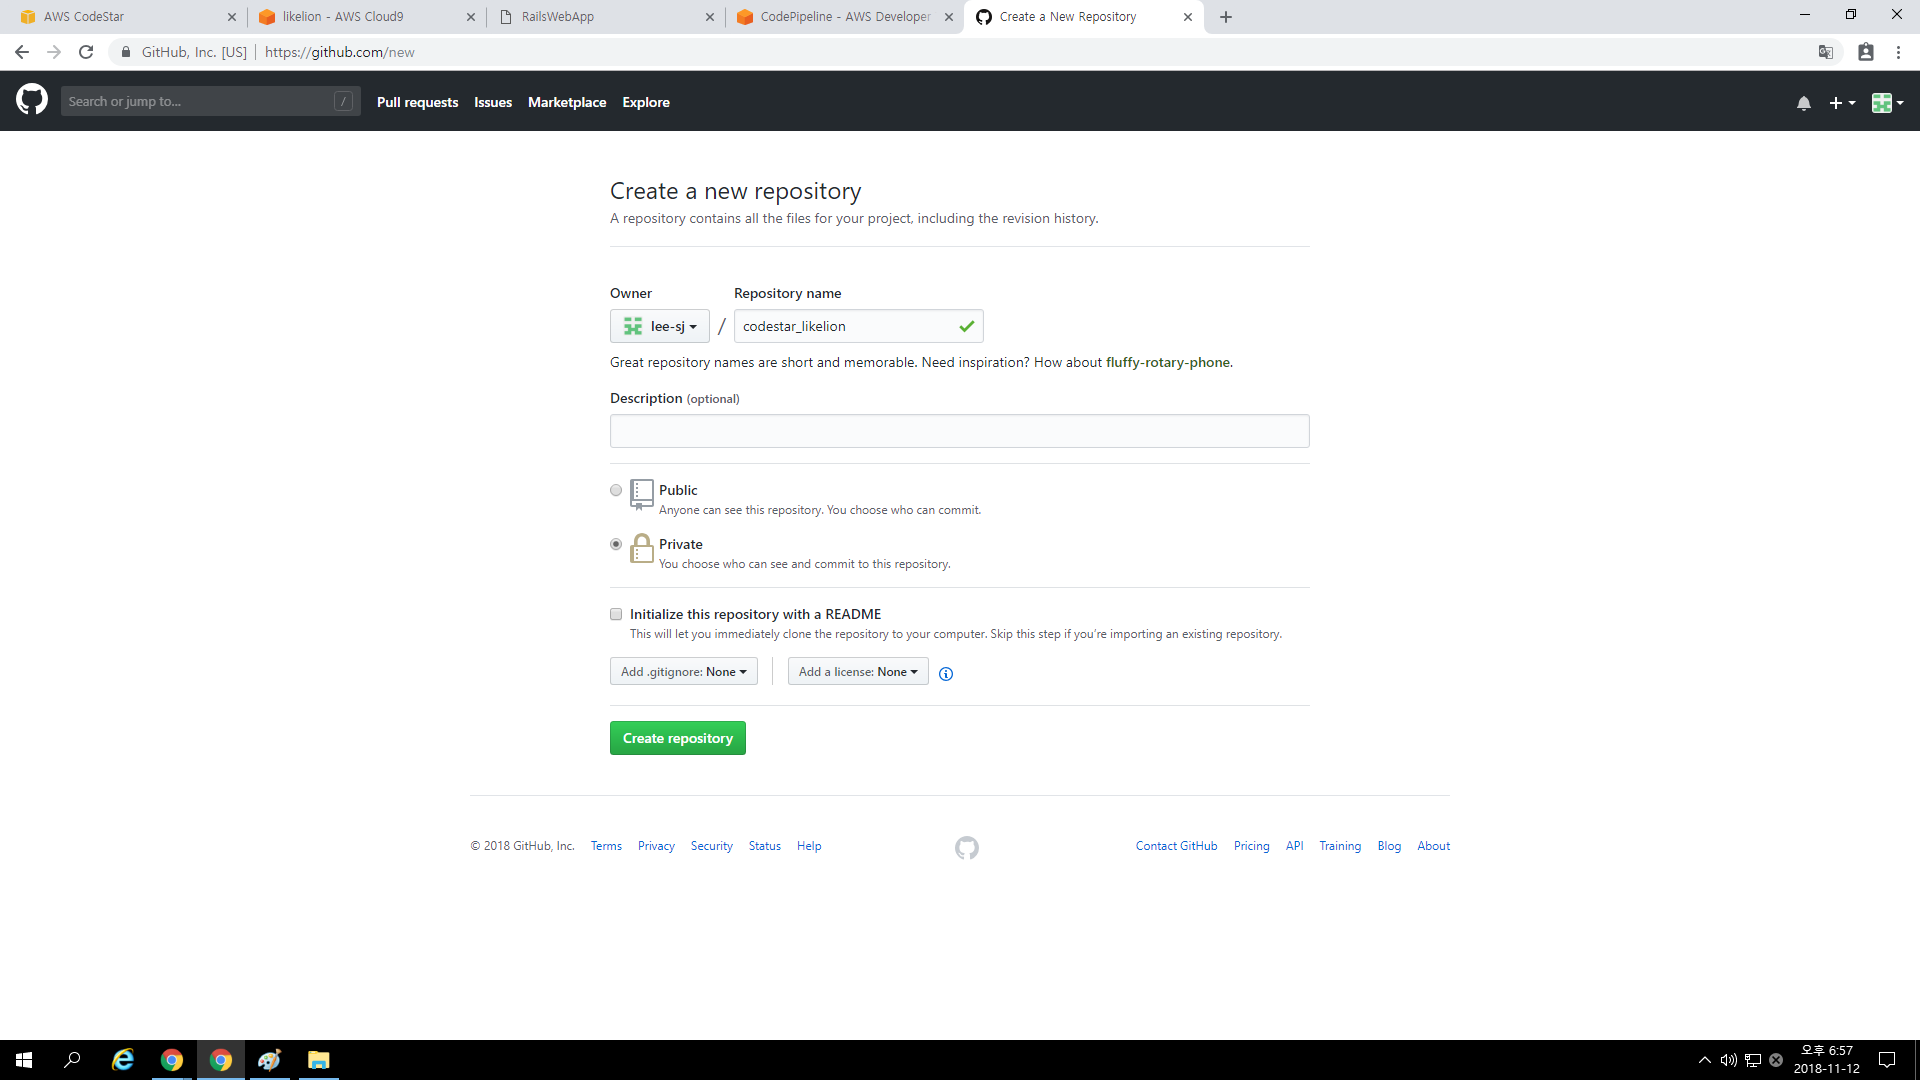 AWS CodeStar
likelion - AWS Cloud9
RailsWebApp
CodePipeline - AWS Developer
Create a New Repository
GitHub, Inc. [US] https://github.com/new
Search or jump to... /
Pull requests Issues Marketplace Explore
Create a new repository
A repository contains all the files for your project, including the revision history.
Owner Repository name
lee-sj / codestar_likelion
Great repository names are short and memorable. Need inspiration? How about fluffy-rotary-phone.
Description (optional)
Public
Anyone can see this repository. You choose who can commit.
Private
You choose who can see and commit to this repository.
Initialize this repository with a README
This will let you immediately clone the repository to your computer. Skip this step if you’re importing an existing repository.
Add .gitignore: None Add a license: None
Create repository
© 2018 GitHub, Inc. Terms Privacy Security Status Help Contact GitHub Pricing API Training Blog About
오후 6:57
2018-11-12